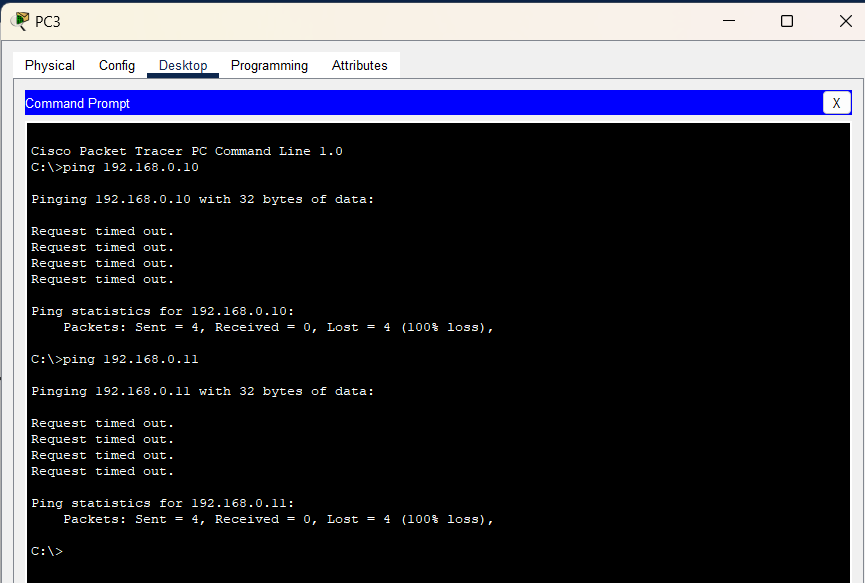 PC3
Physical Config Desktop Programming Attributes
Command Prompt X
Cisco Packet Tracer PC Command Line 1.0
C:\>ping 192.168.0.10
Pinging 192.168.0.10 with 32 bytes of data:
Request timed out.
Request timed out.
Request timed out.
Request timed out.
Ping statistics for 192.168.0.10:
    Packets: Sent = 4, Received = 0, Lost = 4 (100% loss),
C:\>ping 192.168.0.11
Pinging 192.168.0.11 with 32 bytes of data:
Request timed out.
Request timed out.
Request timed out.
Request timed out.
Ping statistics for 192.168.0.11:
    Packets: Sent = 4, Received = 0, Lost = 4 (100% loss),
C:\>